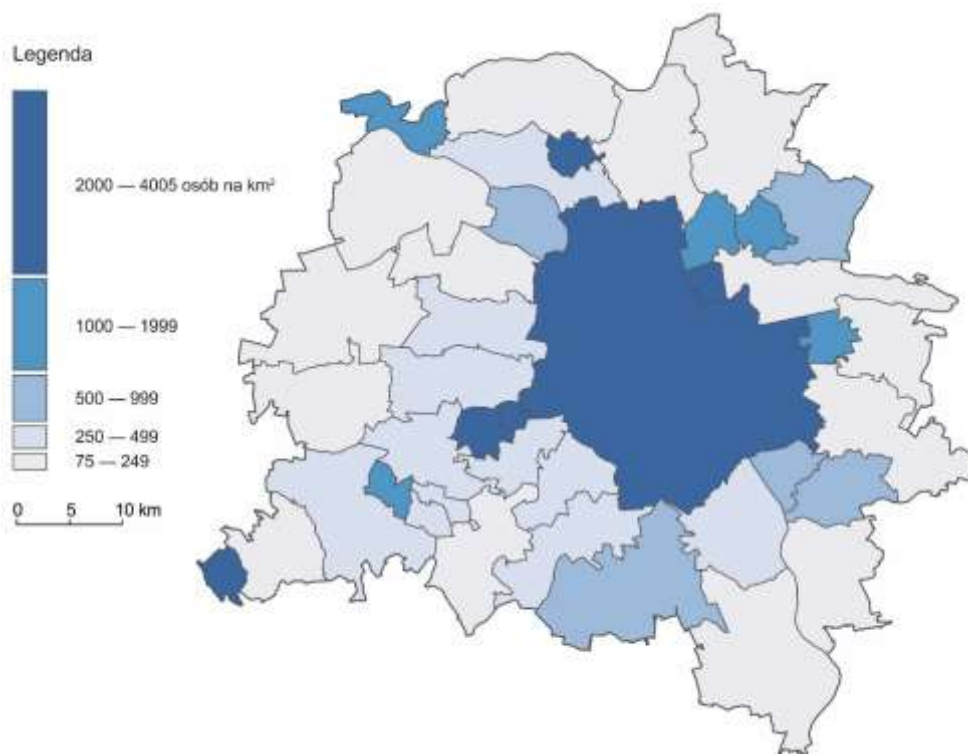 Legenda
2000 — 4005 osób na km²
1000 — 1999
500 — 999
250 — 499
75 — 249
0 5 10 km